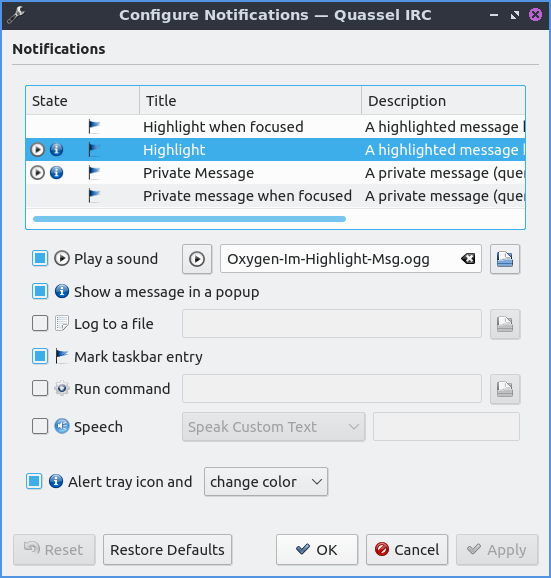 Configure Notifications — Quassel IRC
Notifications
State Title Description
Highlight when focused A highlighted message
Highlight A highlighted message
Private Message A private message (que
Private message when focused A private message (que
Play a sound Oxygen-Im-Highlight-Msg.ogg
Show a message in a popup
Log to a file
Mark taskbar entry
Run command
Speech Speak Custom Text
Alert tray icon and change color
Reset Restore Defaults OK Cancel Apply